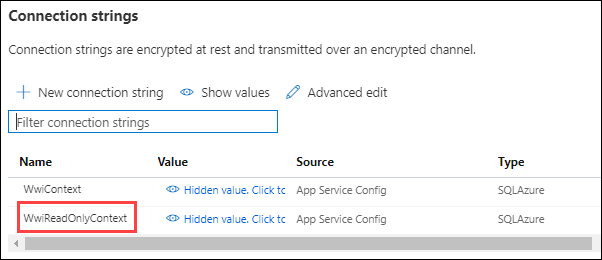 Connection strings
Connection strings are encrypted at rest and transmitted over an encrypted channel.
New connection string Show values Advanced edit
Filter connection strings
Name Value Source Type
WwiContext Hidden value. Click to App Service Config SQLAzure
WwiReadOnlyContext Hidden value. Click to App Service Config SQLAzure